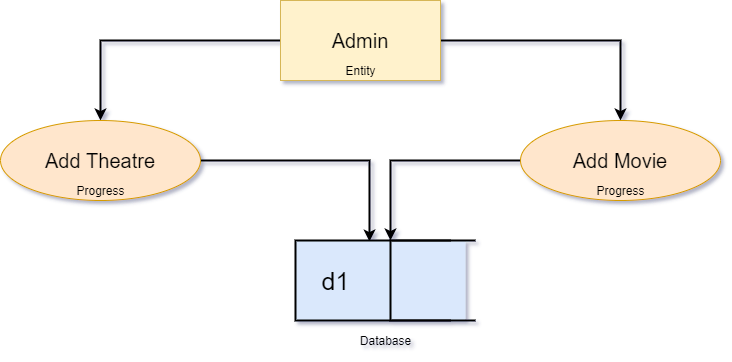 Admin
Entity
Add Theatre
Progress
Add Movie
Progress
d1
Database